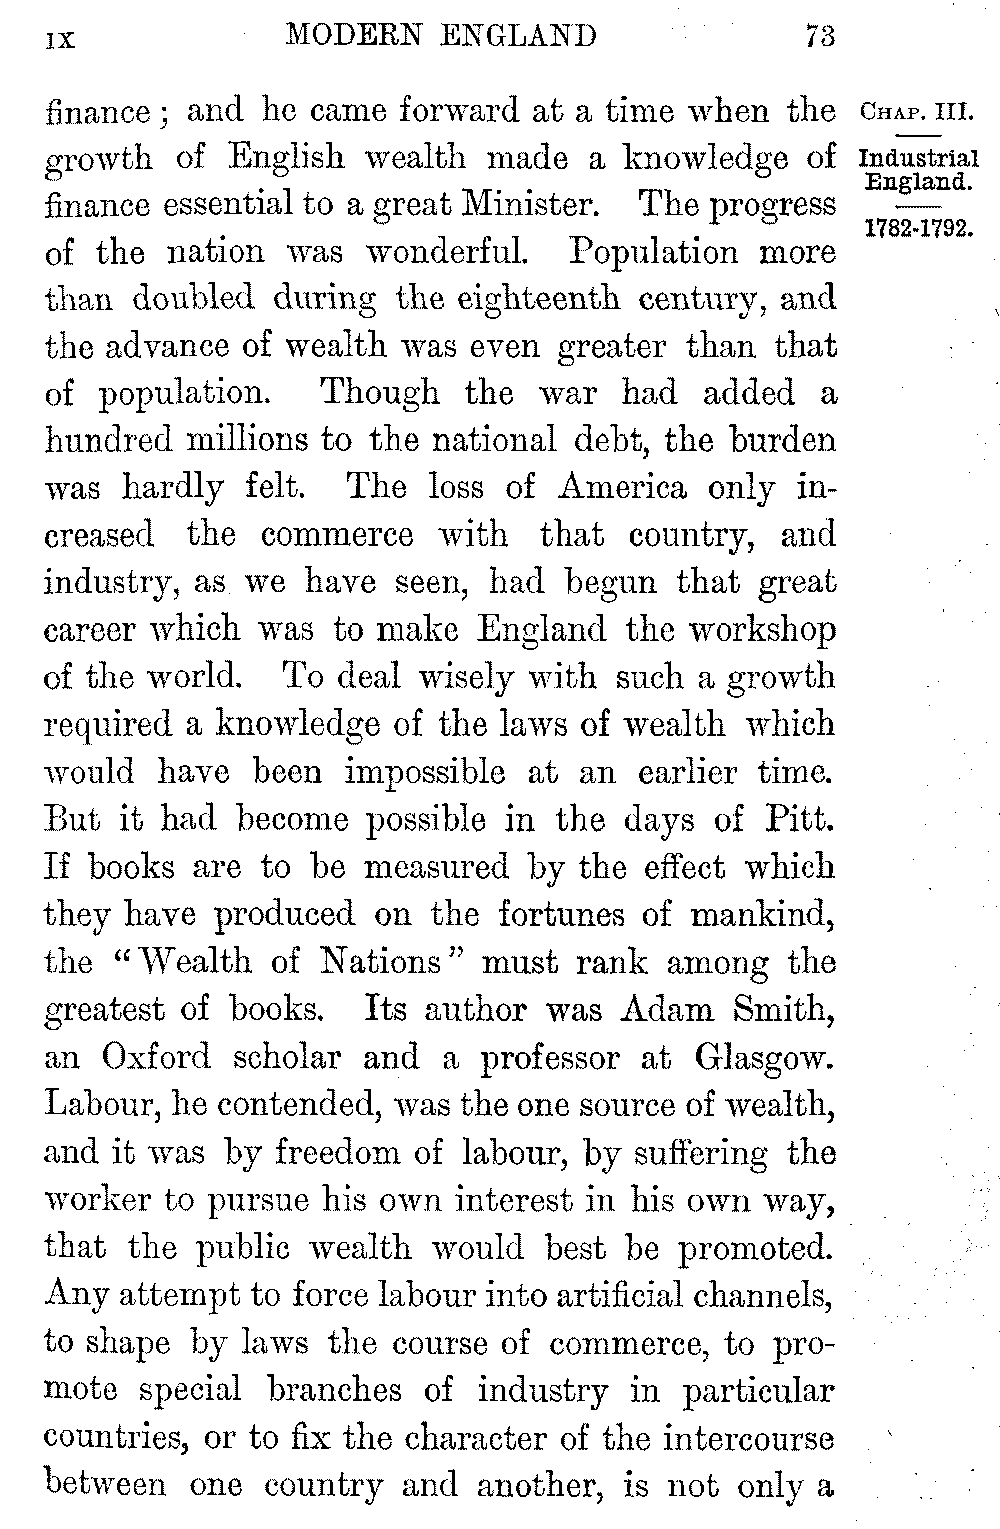 IX MODERN ENGLAND 73
finance; and he came forward at a time when the
growth of English wealth made a knowledge of
finance essential to a great Minister. The progress
of the nation was wonderful. Population more
than doubled during the eighteenth century, and
the advance of wealth was even greater than that
of population. Though the war had added a
hundred millions to the national debt, the burden
was hardly felt. The loss of America only in-
creased the commerce with that country, and
industry, as we have seen, had begun that great
career which was to make England the workshop
of the world. To deal wisely with such a growth
required a knowledge of the laws of wealth which
would have been impossible at an earlier time.
But it had become possible in the days of Pitt.
If books are to be measured by the effect which
they have produced on the fortunes of mankind,
the "Wealth of Nations" must rank among the
greatest of books. Its author was Adam Smith,
an Oxford scholar and a professor at Glasgow.
Labour, he contended, was the one source of wealth,
and it was by freedom of labour, by suffering the
worker to pursue his own interest in his own way,
that the public wealth would best be promoted.
Any attempt to force labour into artificial channels,
to shape by laws the course of commerce, to pro-
mote special branches of industry in particular
countries, or to fix the character of the intercourse
between one country and another, is not only a
CHAP. III.
Industrial
England.
1782-1792.